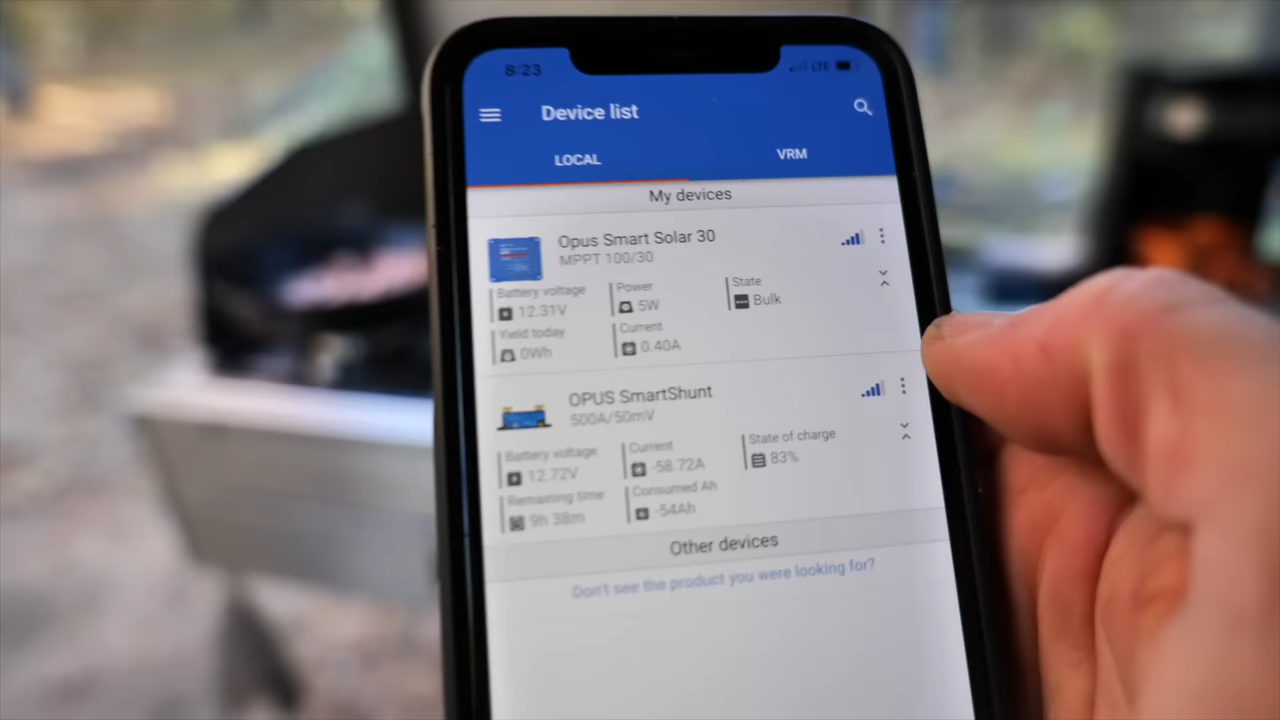 8:23 LTE
Device list
LOCAL VRM
My devices
Opus Smart Solar 30
MPPT 100/30
Battery voltage Power State
12.31V 5W Bulk
Yield today Current
0Wh 0.40A
OPUS SmartShunt
500A/50mV
Battery voltage Current State of charge
12.72V -58.72A 83%
Remaining time Consumed Ah
9h 38m -54Ah
Other devices
Don't see the product you were looking for?